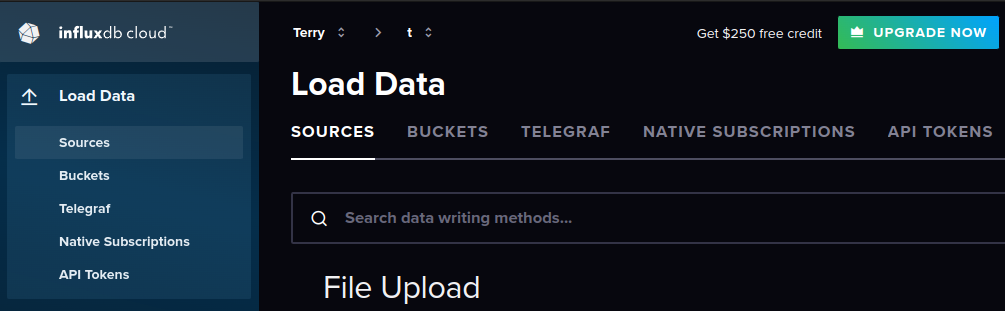 influxdb cloud™
Load Data
Sources
Buckets
Telegraf
Native Subscriptions
API Tokens
Terry > t
Get $250 free credit
UPGRADE NOW
Load Data
SOURCES BUCKETS TELEGRAF NATIVE SUBSCRIPTIONS API TOKENS
Search data writing methods...
File Upload